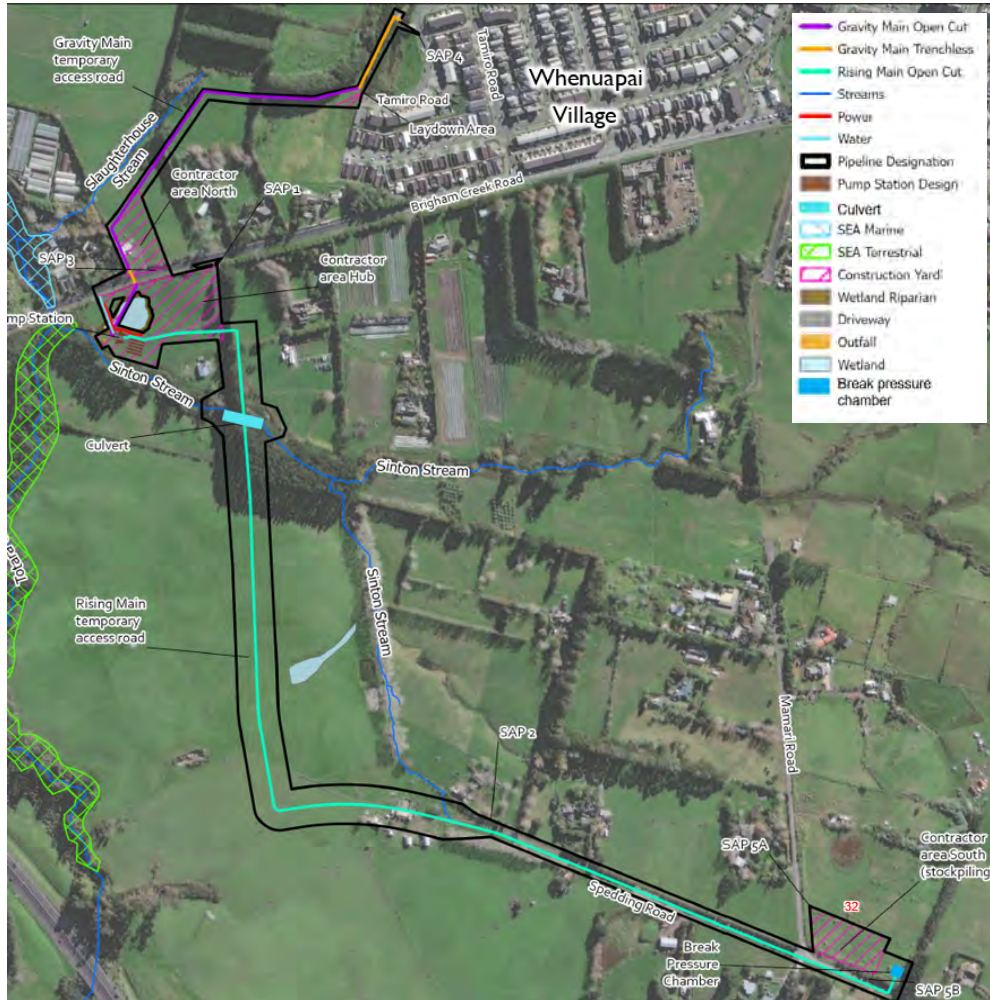 Gravity Main
temporary
access road
SAP 4
Tamiro Road
Whenuapai
Village
Tamiro Road
Laydown Area
Slaughterhouse
Stream
Contractor
area North
SAP 1
Brigham Creek Road
SAP 3
Contractor
area Hub
mp Station
Sinton Stream
Culvert
Sinton Stream
Sinton Stream
Totara
Rising Main
temporary
access road
SAP 2
Mamari Road
SAP 5A
Contractor
area South
(stockpiling
32
Spedding Road
Break
Pressure
Chamber
SAP 5B
Gravity Main Open Cut
Gravity Main Trenchless
Rising Main Open Cut
Streams
Power
Water
Pipeline Designation
Pump Station Design
Culvert
SEA Marine
SEA Terrestrial
Construction Yard
Wetland Riparian
Driveway
Outfall
Wetland
Break pressure
chamber